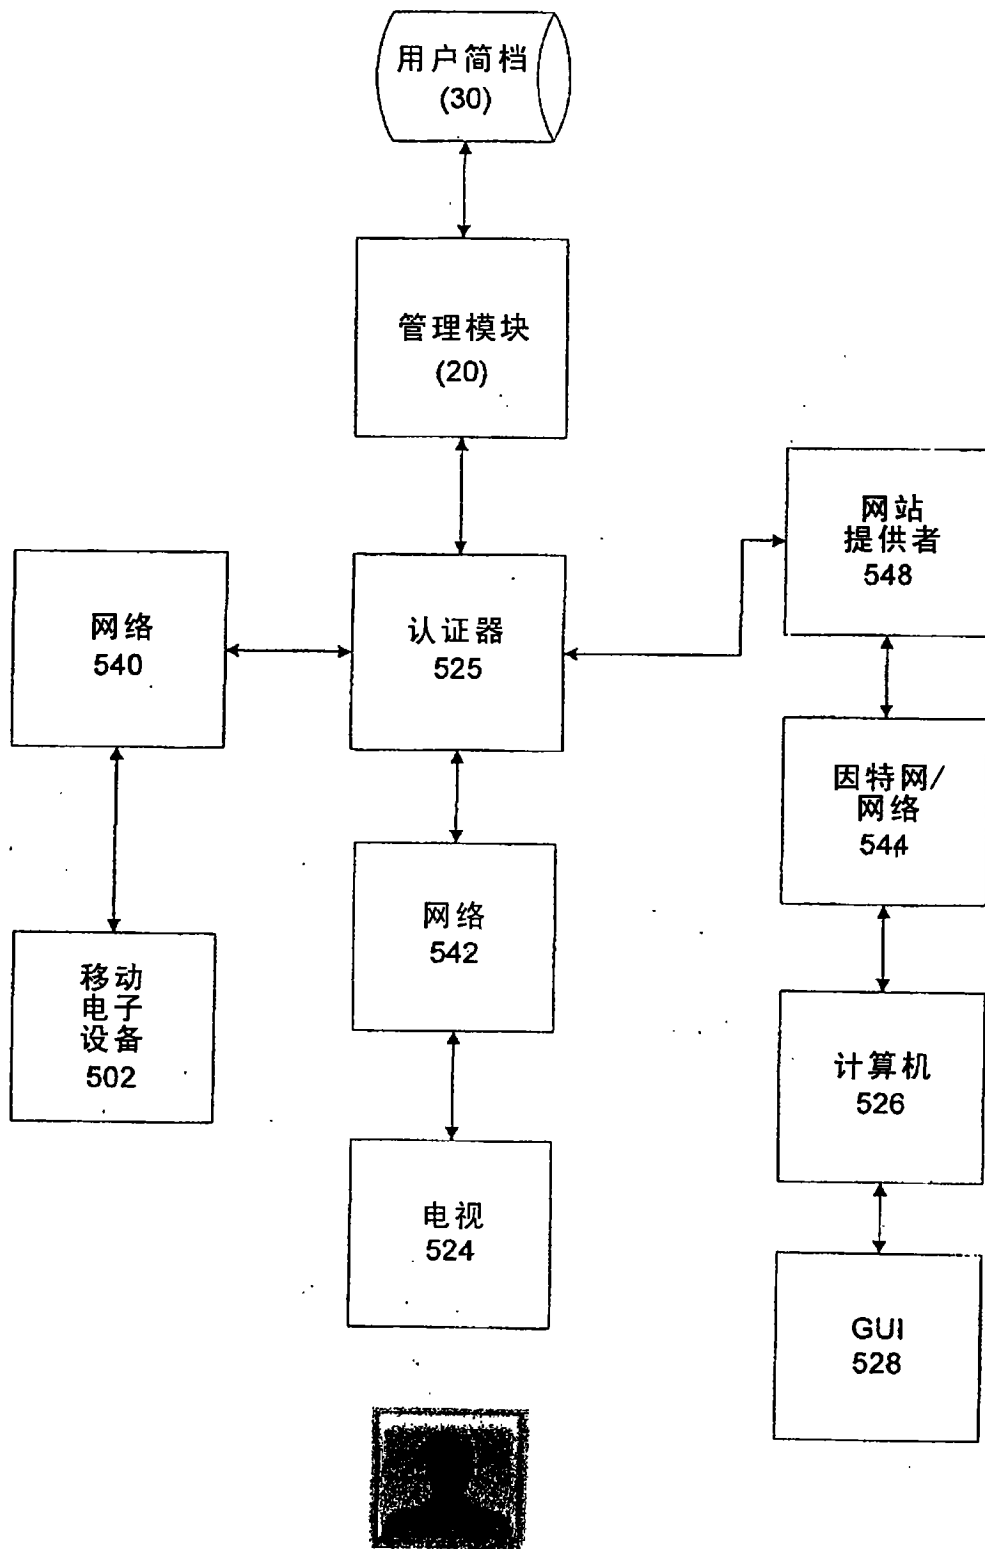 用户简档
(30)
管理模块
(20)
网站
提供者
548
网络
540
认证器
525
因特网/
网络
544
网络
542
移动
电子
设备
502
计算机
526
电视
524
GUI
528